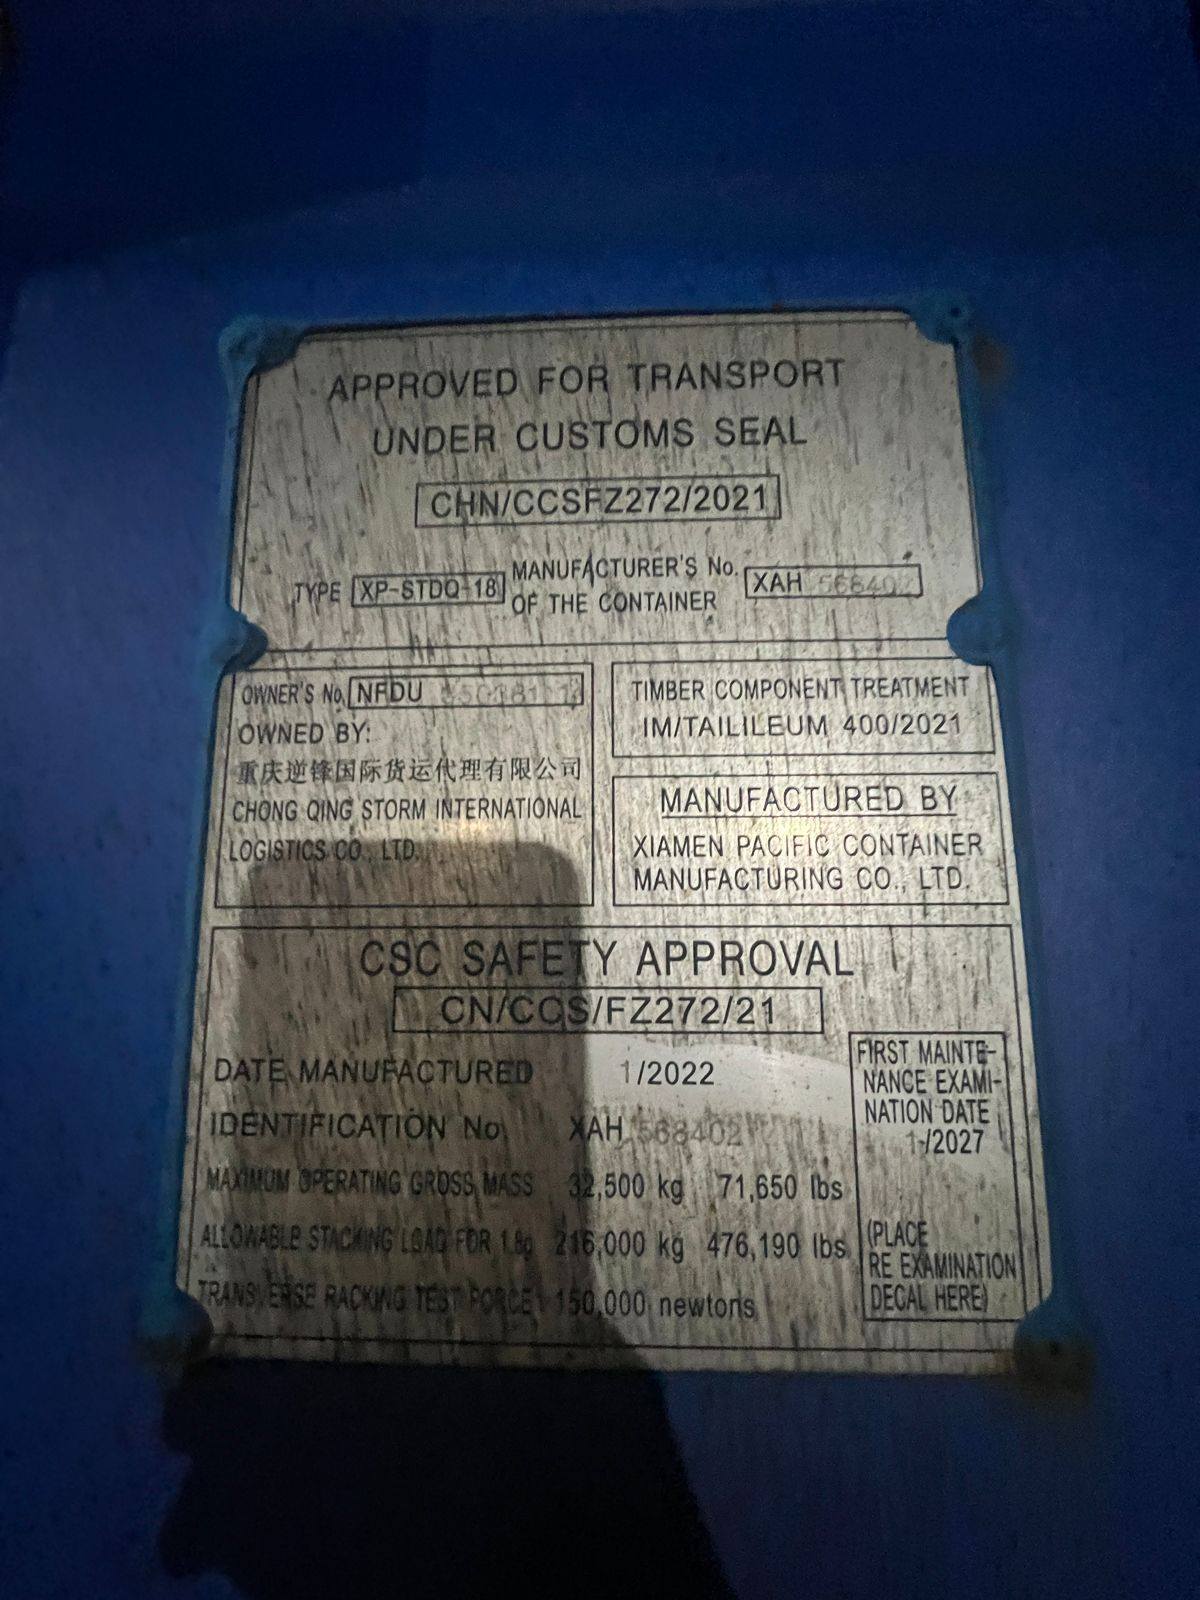 APPROVED FOR TRANSPORT
UNDER CUSTOMS SEAL
CHN/CCSFZ272/2021
TYPE XP-STDQ-18 MANUFACTURER'S No. OF THE CONTAINER XAH 568402
OWNER'S No. NFDU
OWNED BY:
重庆逆锋国际货运代理有限公司
CHONG QING STORM INTERNATIONAL
LOGISTICS CO., LTD.
TIMBER COMPONENT TREATMENT
IM/TAILILEUM 400/2021
MANUFACTURED BY
XIAMEN PACIFIC CONTAINER
MANUFACTURING CO., LTD.
CSC SAFETY APPROVAL
CN/CCS/FZ272/21
DATE MANUFACTURED 1/2022
IDENTIFICATION No. XAH 568402
MAXIMUM OPERATING GROSS MASS 32,500 kg 71,650 lbs
ALLOWABLE STACKING LOAD FOR 1.8g 216,000 kg 476,190 lbs
TRANSVERSE RACKING TEST FORCE 150,000 newtons
FIRST MAINTE-
NANCE EXAMI-
NATION DATE
1/2027
(PLACE
RE EXAMINATION
DECAL HERE)